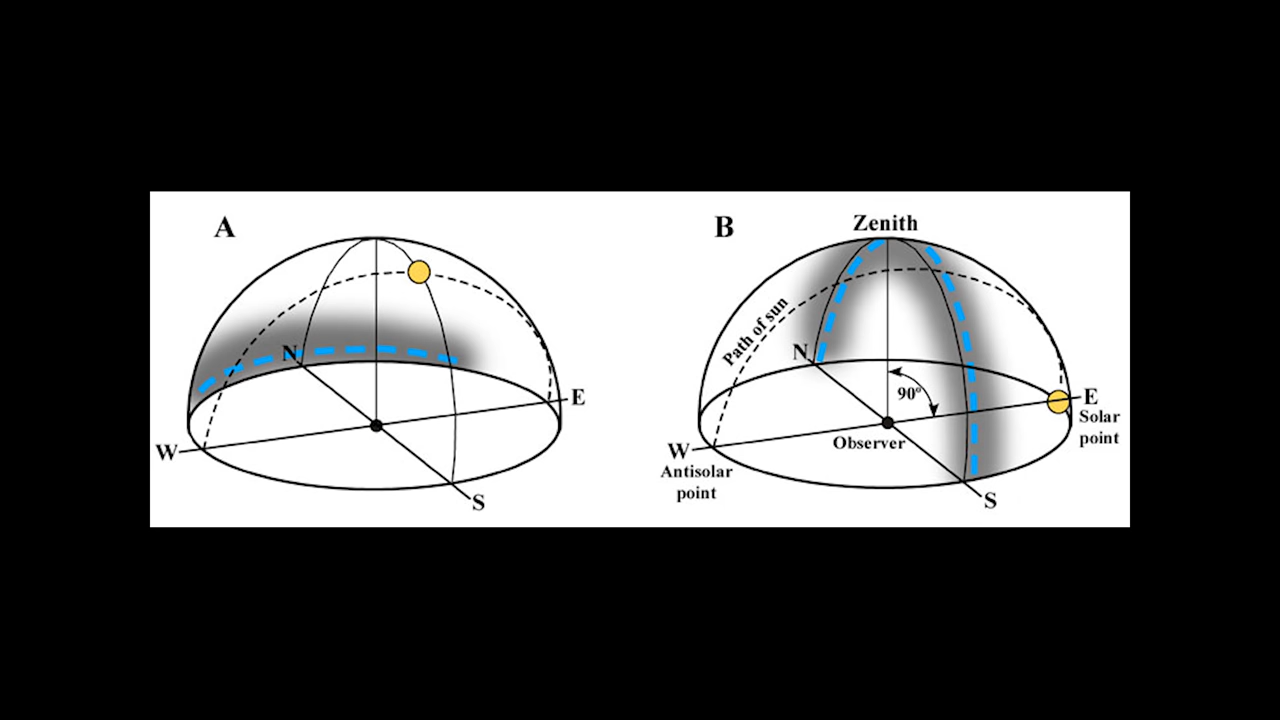 A
N
E
W
S
B
Zenith
Path of sun
N
90°
E
Solar
point
Observer
W
Antisolar
point
S